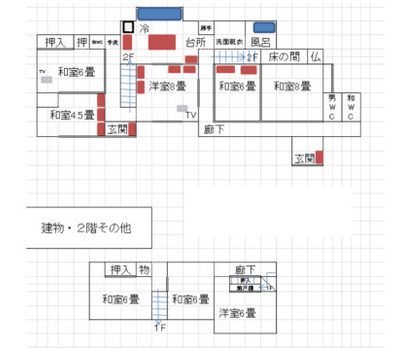 冷
勝手
押入 押 WC 手洗 台所 洗面脱衣 風呂
2F 2F 床の間 仏
TV 和室6畳 洋室8畳 和室6畳 和室8畳
TV
和室4.5畳 男WC 和WC
玄関 廊下
玄関
建物・2階その他
押入 物 廊下
押入
和室6畳 和室6畳 1F
洋室6畳
1F